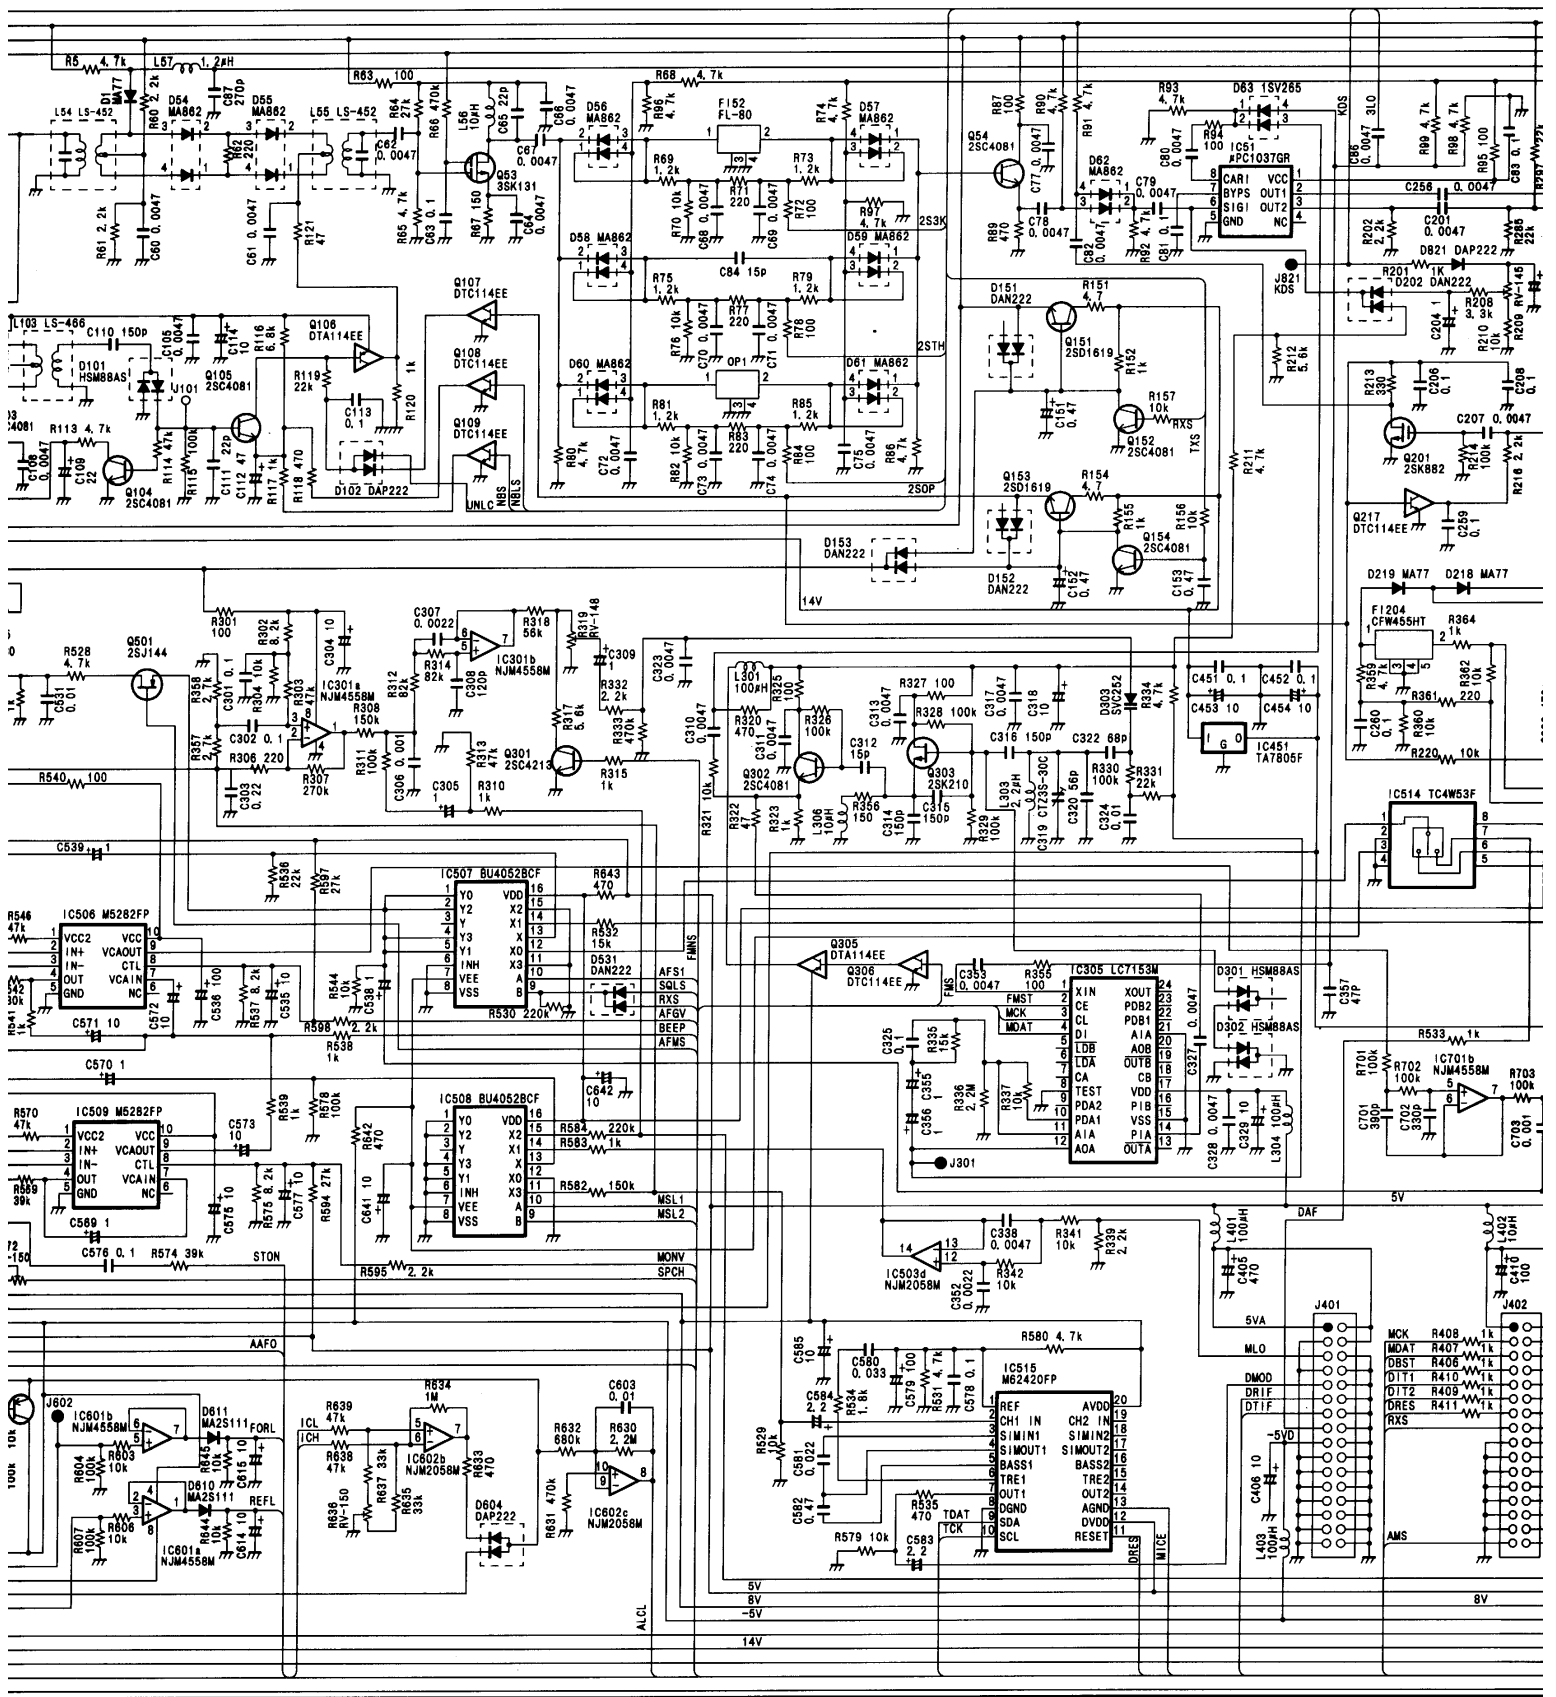 R5 4.7k
L57 1.2µH
D1
MA77
R60 2.2k
C87
270p
D54
MA862
D55
MA862
L54 LS-452
L55 LS-452
R62
220
R61 2.2k
C60 0.0047
C61 0.0047
R121
47
R63 100
R64
27k
R66 470k
C62
0.0047
R65 4.7k
C63 0.1
L56
10µH
C65 22p
C66
0.0047
C67
0.0047
Q53
3SK131
R67 150
C64
0.0047
D56
MA862
R68 4.7k
R96
4.7k
FI52
FL-80
R74
4.7k
D57
MA862
R69
1.2k
R71
220
R73
1.2k
R70 10k
C68 0.0047
C69 0.0047
R72
100
R97
4.7k
2S3K
D58 MA862
D59 MA862
C84 15p
R75
1.2k
R77
220
R79
1.2k
R76 10k
C70 0.0047
C71 0.0047
R78
100
2STH
D60 MA862
OP1
D61 MA862
R81
1.2k
R83
220
R85
1.2k
R80
4.7k
C72
0.0047
R82 10k
C73 0.0047
C74 0.0047
R84
100
C75
0.0047
R86
4.7k
2SOP
R87
100
R90
4.7k
R91 4.7k
Q54
2SC4081
C77 0.0047
R89
470
C78
0.0047
D62
MA862
C82
0.0047
R92 4.7k
C79
0.0047
C81 0.1
R93
4.7k
C80
0.0047
R94
100
D63 1SV265
IC51
µPC1037GR
CARI VCC
BYPS OUT1
SIGI OUT2
GND NC
KDS
3LO
C86
0.0047
R99 4.7k
R98 4.7k
R95 100
C83 0.1
C256 0.0047
C201
0.0047
R202
2.2k
R285
22k
D821 DAP222
R201
1K
D202 DAN222
J821
KDS
RV-145
R208
3.3k
C204 1
R210
10k
R209
R212
5.6k
R213
330
C206
0.1
C208
0.1
C207 0.0047
Q201
2SK882
R214
100k
R216 2.2k
Q217
DTC114EE
C259
0.1
L103 LS-466
C110 150p
D101
HSM88AS
C105
0.0047
C114
10
R116
6.8k
Q106
DTA114EE
Q105
2SC4081
J101
R119
22k
C113
0.1
R120
1k
R113 4.7k
C108
0.0047
C109
22
Q104
2SC4081
R114 47k
R115 100k
C111 22p
C112 47
R117 1k
R118 470
D102 DAP222
Q107
DTC114EE
Q108
DTC114EE
Q109
DTC114EE
UNLC
NBS
NBLS
D151
DAN222
R151
4.7
Q151
2SD1619
R152
1k
C151
0.47
R157
10k
RXS
TXS
Q152
2SC4081
Q153
2SD1619
R154
4.7
R155
1k
R156
10k
Q154
2SC4081
D153
DAN222
D152
DAN222
C152
0.47
C153
0.47
R211
4.7k
14V
D219 MA77
D218 MA77
FI204
CFW455HT
R364
1k
R359
4.7k
R362
10k
R361 220
C260
0.1
R360
10k
R220 10k
R528
4.7k
Q501
2SJ144
C531
0.01
R301
100
R302
8.2k
C304 10
R358
2.7k
C301 0.1
R304 10k
R303
47k
IC301a
NJM4558M
R308
150k
R357
2.7k
C302 0.1
R306 220
R307
270k
C303
0.22
R540 100
C307
0.0022
R318
56k
R319
RV-148
R312
82k
R314
82k
C308
120p
IC301b
NJM4558M
C309
1
R332
2.2k
R333
470k
C323
0.0047
R317
5.6k
Q301
2SC4213
R315
1k
R311
100k
C306 0.001
R313
47k
C305
1
R310
1k
L301
100µH
R325
100
C310
0.0047
R320
470
C311
0.0047
R326
100k
C312
15p
Q302
2SC4081
R321 10k
R322
47
R323
1k
L306
10µH
R356
150
C314
150p
C315
150p
C313
0.0047
R327 100
R328 100k
Q303
2SK210
C317
0.0047
C318
10
D303
SVC252
R334
4.7k
C316 150p
C322 68p
L303
2.2µH
R329
100k
C319 CTZ3S-30C
C320 56p
R330
100k
C324
0.01
R331
22k
C451 0.1
C452 0.1
C453 10
C454 10
IC451
TA7805F
IC514 TC4W53F
C539 1
R536
22k
R597
27k
IC507 BU4052BCF
Y0 VDD
Y2 X2
Y X1
Y3 X
Y1 X0
INH X3
VEE A
VSS B
R643
470
R532
15k
D531
DAN222
FMNS
AFS1
SQLS
RXS
AFGV
BEEP
AFMS
R530 220k
R546
47k
IC506 M5282FP
VCC2 VCC
IN+ VCAOUT
IN- CTL
OUT VCAIN
GND NC
R541
1k
C571 10
C572
10
C536 100
R537 8.2k
C535 10
R544
10k
C538 1
R598 2.2k
R538
1k
C570 1
R539
1k
R578
100k
R570
47k
IC509 M5282FP
VCC2 VCC
IN+ VCAOUT
IN- CTL
OUT VCAIN
GND NC
C573
10
R569
39k
C569 1
C575 10
R575 8.2k
C577 10
R594 27k
R642
470
C641 10
IC508 BU4052BCF
Y0 VDD
Y2 X2
Y X1
Y3 X
Y1 X0
INH X3
VEE A
VSS B
C642
10
R584 220k
R583 1k
R582 150k
MSL1
MSL2
MONV
SPCH
C576 0.1
R574 39k
STON
R595 2.2k
AAFO
Q305
DTA114EE
Q306
DTC114EE
FMS
C353
0.0047
R355
100
FMST
MCK
MDAT
IC305 LC7153M
XIN XOUT
CE PDB2
CL PDB1
DI AIA
LDB AOB
LDA OUTB
CA CB
TEST VDD
PDA2 PIB
PDA1 VSS
AIA PIA
AOA OUTA
C325
0.1
R335
15k
C355
1
C356
1
R336
2.2M
R337
10k
J301
C327 0.0047
D301 HSM88AS
D302 HSM88AS
C328 0.0047
C329 10
L304 100µH
C357
47P
R533 1k
R701
100k
R702
100k
IC701b
NJM4558M
R703
100k
C701
390p
C702
330p
C703
0.001
5V
DAF
C338
0.0047
R341
10k
R339
2.2k
IC503d
NJM2058M
R342
10k
C352
0.0022
L401
100µH
C405
470
L402
10µH
C410
100
J401
J402
5VA
MLO
DMOD
DRIF
DTIF
-5VD
C406 10
L403
100µH
MCK R408 1k
MDAT R407 1k
DBST R406 1k
DIT1 R410 1k
DIT2 R409 1k
DRES R411 1k
RXS
AMS
J602
IC601b
NJM4558M
D611
MA2S111
FORL
R604
100k
R603
10k
R645
10k
C615 10
D610
MA2S111
REFL
R607
100k
R606
10k
R644
10k
C614 10
IC601a
NJM4558M
ICL
ICH
R639
47k
R638
47k
R634
1M
IC602b
NJM2058M
R636
RV-150
R637 33k
R635
33k
R633
470
D604
DAP222
R632
680k
C603
0.01
R630
2.2M
R631 470k
IC602c
NJM2058M
ALCL
C585
10
C580
0.033
C584
2.2
R534
1.8k
C579 100
R531 4.7k
C578 0.1
R580 4.7k
IC515
M62420FP
REF AVDD
CH1 IN CH2 IN
SIMIN1 SIMIN2
SIMOUT1 SIMOUT2
BASS1 BASS2
TRE1 TRE2
OUT1 OUT2
DGND AGND
SDA DVDD
SCL RESET
R529
10k
C581
0.022
C582
0.47
R535
470
R579 10k
C583
2.2
TDAT
TCK
DRES
MICE
5V
8V
-5V
14V
8V